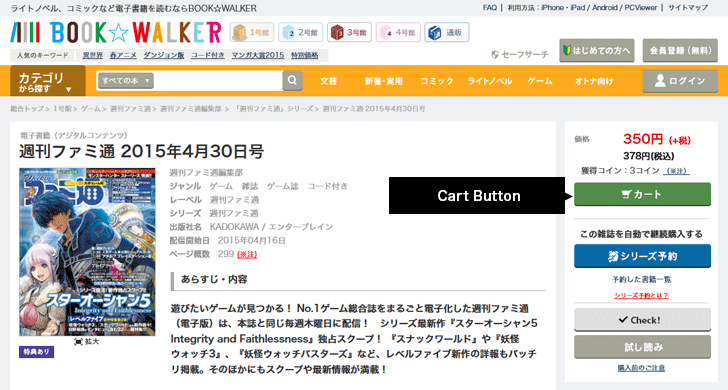 ライトノベル、コミックなど電子書籍を読むならBOOK☆WALKER
FAQ | 利用方法：iPhone・iPad / Android / PCViewer | サイトマップ
BOOK☆WALKER
1号館
2号館
3号館
4号館
通販
人気のキーワード
異世界 春アニメ ダンジョン飯 コード付き マンガ大賞2015 特別価格
セーフサーチ
はじめての方へ
会員登録（無料）
カテゴリから探す
すべての本
文芸 新書・実用 コミック ライトノベル ゲーム オトナ向け
ログイン
総合トップ > 1号館 > ゲーム > 週刊ファミ通 > 週刊ファミ通編集部 > 「週刊ファミ通」シリーズ > 週刊ファミ通 2015年4月30日号
電子書籍（デジタルコンテンツ）
週刊ファミ通 2015年4月30日号
ファミ通
スターオーシャン5
Integrity and Faithlessness
レベルファイブ
拡大
特典あり
週刊ファミ通編集部
ジャンル ゲーム 雑誌 ゲーム誌 コード付き
レーベル 週刊ファミ通
シリーズ 週刊ファミ通
出版社名 KADOKAWA / エンターブレイン
配信開始日 2015年04月16日
ページ概数 299 (※注)
あらすじ・内容
遊びたいゲームが見つかる！ No.1ゲーム総合誌をまるごと電子化した週刊ファミ通
（電子版）は、本誌と同じ毎週木曜日に配信！ シリーズ最新作『スターオーシャン5
Integrity and Faithlessness』独占スクープ！ 『スナックワールド』や『妖怪
ウォッチ3』、『妖怪ウォッチバスターズ』など、レベルファイブ新作の詳報もバッチ
リ掲載。そのほかにもスクープや最新情報が満載！
Cart Button
価格 350円 (+税)
378円(税込)
獲得コイン：3コイン （※注）
カート
この雑誌を自動で継続購入する
シリーズ予約
予約した書籍一覧
シリーズ予約とは？
Check!
試し読み
購入前のご注意